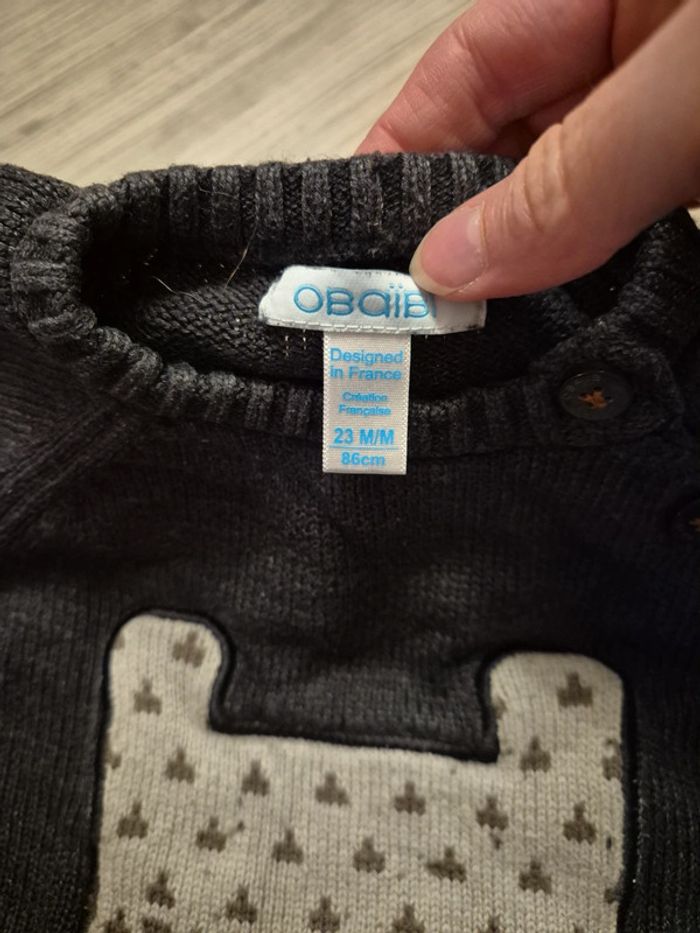 OBaïBI
Designed
in France
Création
Française
23 M/M
86cm